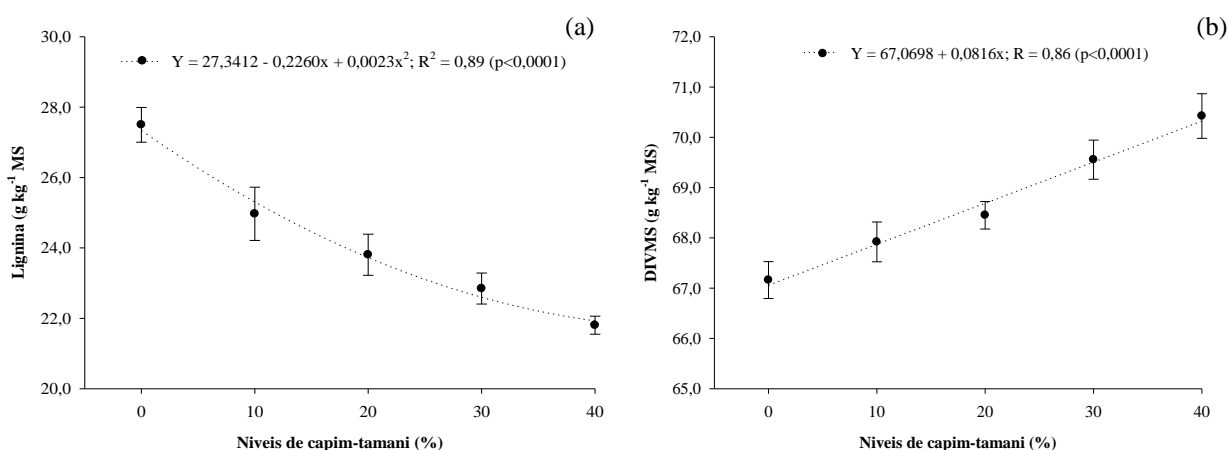 (a)
30,0
Y = 27,3412 - 0,2260x + 0,0023x²; R² = 0,89 (p<0,0001)
28,0
26,0
24,0
22,0
20,0
Lignina (g kg⁻¹ MS)
0 10 20 30 40
Niveis de capim-tamani (%)
(b)
72,0
Y = 67,0698 + 0,0816x; R = 0,86 (p<0,0001)
71,0
70,0
69,0
68,0
67,0
66,0
65,0
DIVMS (g kg⁻¹ MS)
0 10 20 30 40
Niveis de capim-tamani (%)